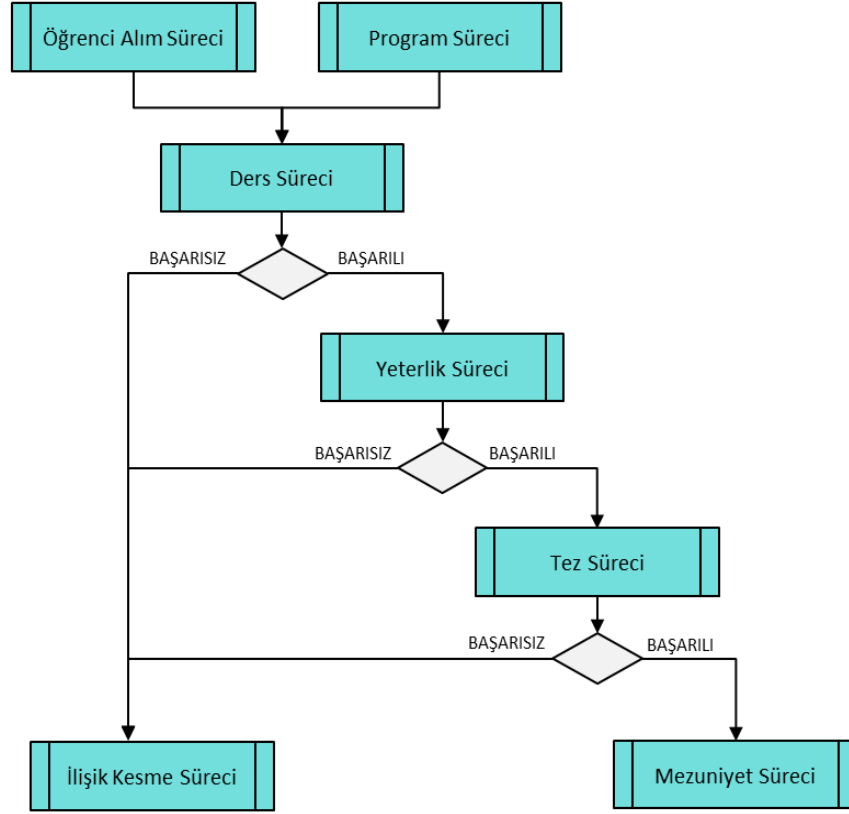 Öğrenci Alım Süreci
Program Süreci
Ders Süreci
BAŞARISIZ
BAŞARILI
Yeterlik Süreci
BAŞARISIZ
BAŞARILI
Tez Süreci
BAŞARISIZ
BAŞARILI
İlişik Kesme Süreci
Mezuniyet Süreci